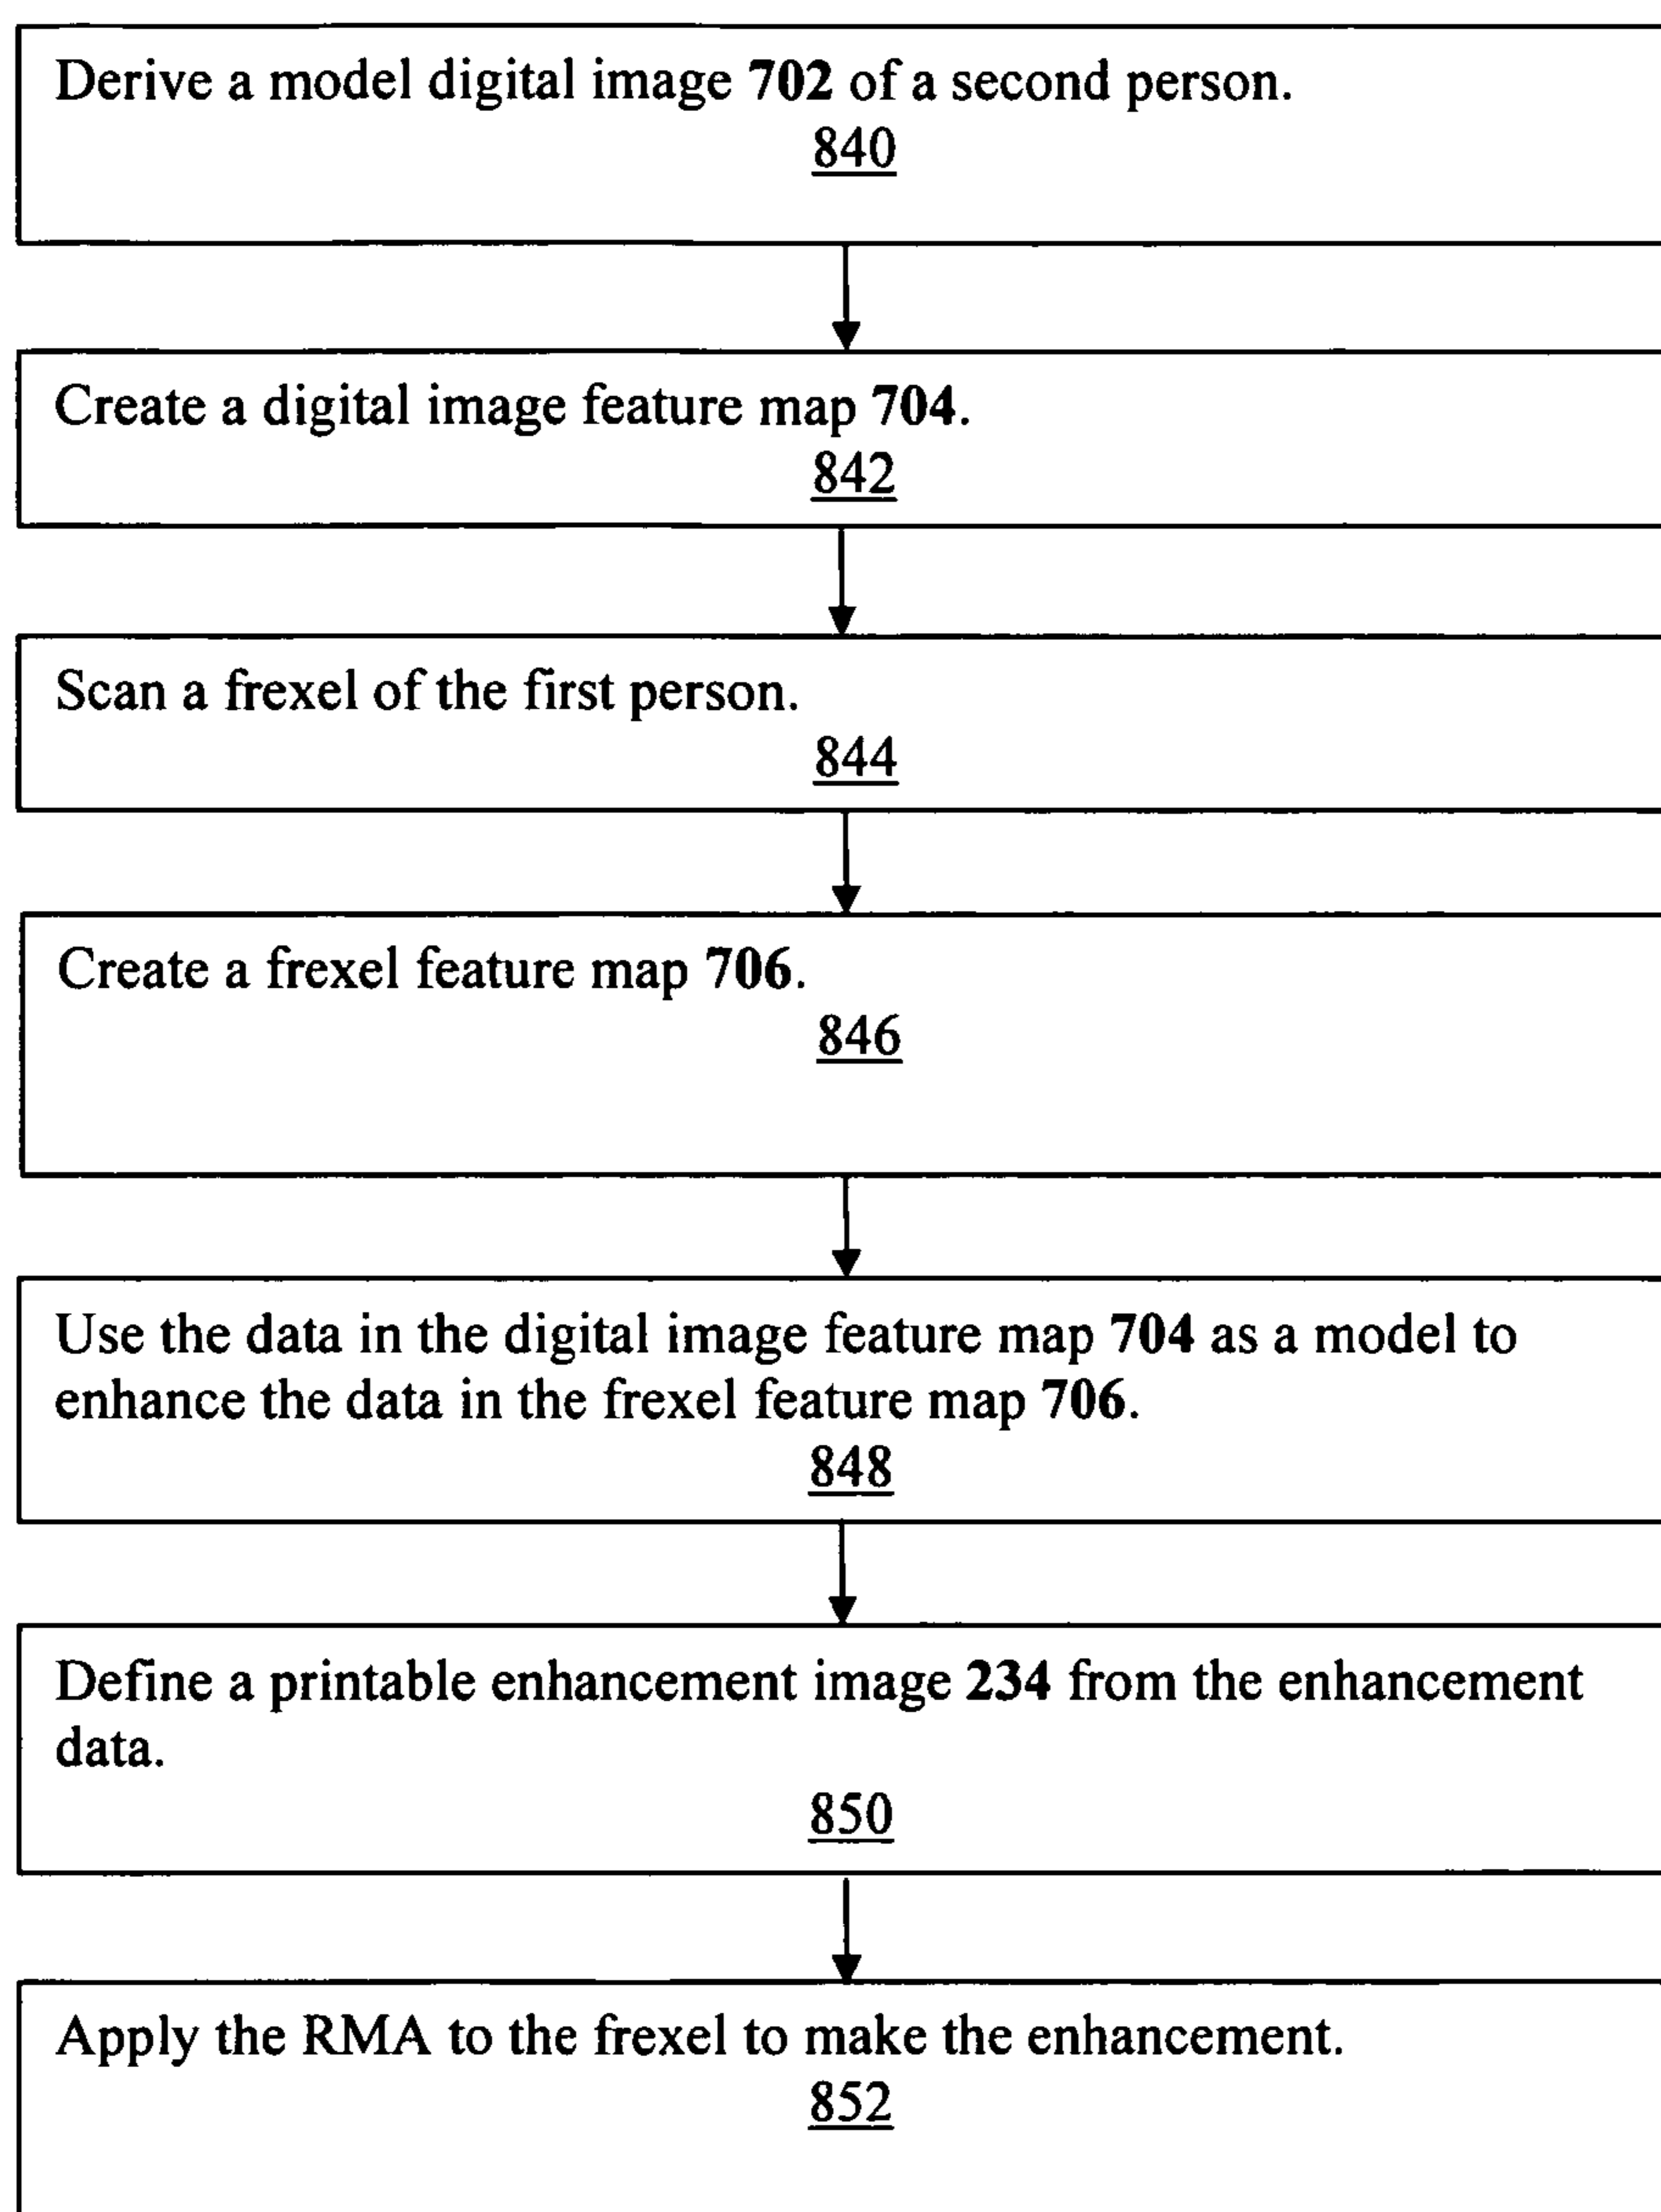 Derive a model digital image 702 of a second person.
840
Create a digital image feature map 704.
842
Scan a frexel of the first person.
844
Create a frexel feature map 706.
846
Use the data in the digital image feature map 704 as a model to
enhance the data in the frexel feature map 706.
848
Define a printable enhancement image 234 from the enhancement
data.
850
Apply the RMA to the frexel to make the enhancement.
852